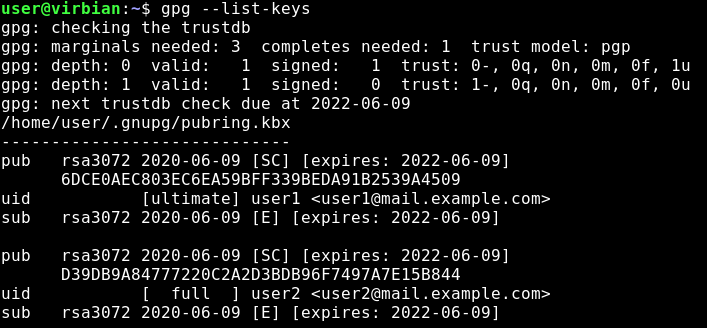 user@virbian:~$ gpg --list-keys
gpg: checking the trustdb
gpg: marginals needed: 3  completes needed: 1  trust model: pgp
gpg: depth: 0  valid:   1  signed:   1  trust: 0-, 0q, 0n, 0m, 0f, 1u
gpg: depth: 1  valid:   1  signed:   0  trust: 1-, 0q, 0n, 0m, 0f, 0u
gpg: next trustdb check due at 2022-06-09
/home/user/.gnupg/pubring.kbx
-----------------------------
pub   rsa3072 2020-06-09 [SC] [expires: 2022-06-09]
      6DCE0AEC803EC6EA59BFF339BEDA91B2539A4509
uid           [ultimate] user1 <user1@mail.example.com>
sub   rsa3072 2020-06-09 [E] [expires: 2022-06-09]

pub   rsa3072 2020-06-09 [SC] [expires: 2022-06-09]
      D39DB9A84777220C2A2D3BDB96F7497A7E15B844
uid           [  full  ] user2 <user2@mail.example.com>
sub   rsa3072 2020-06-09 [E] [expires: 2022-06-09]